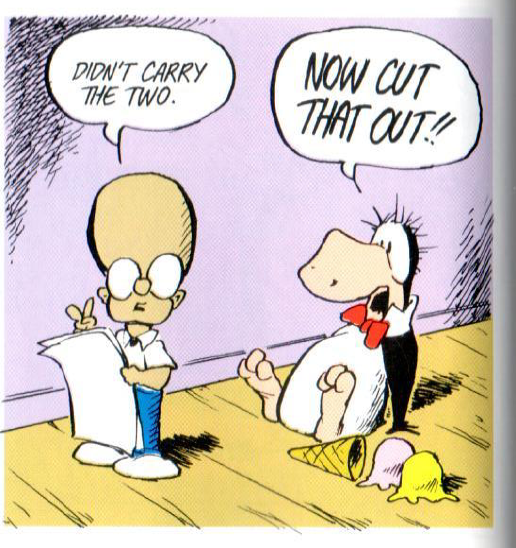 DIDN'T CARRY
THE TWO.
NOW CUT
THAT OUT!!